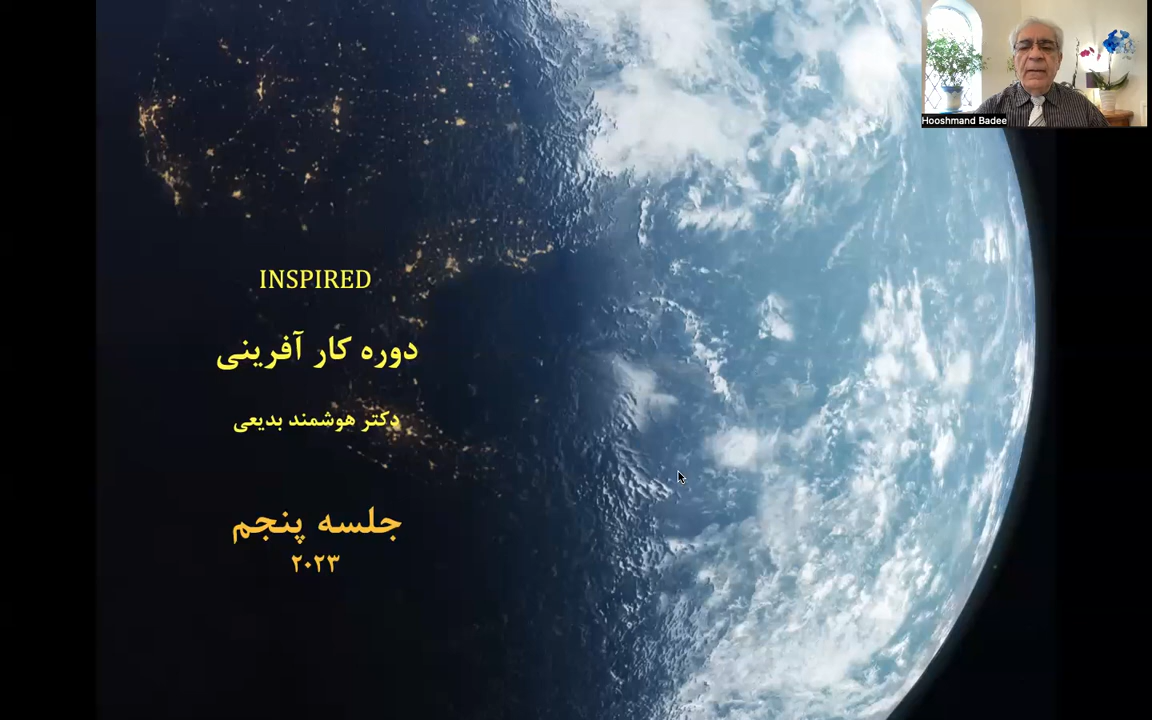 Hooshmand Badee
INSPIRED
دوره کار آفرینی
دکتر هوشمند بدیعی
جلسه پنجم
۲۰۲۳